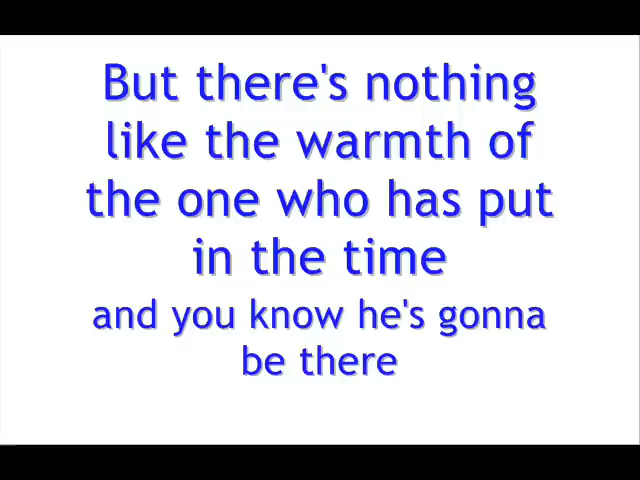 But there's nothing
like the warmth of
the one who has put
in the time
and you know he's gonna
be there